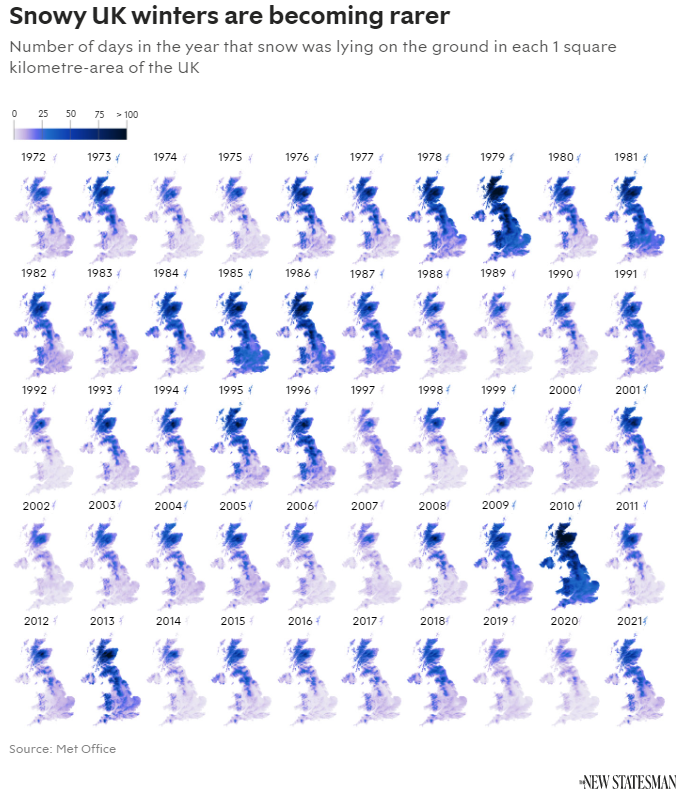 Snowy UK winters are becoming rarer
Number of days in the year that snow was lying on the ground in each 1 square
kilometre-area of the UK
0 25 50 75 > 100
1972 1973 1974 1975 1976 1977 1978 1979 1980 1981
1982 1983 1984 1985 1986 1987 1988 1989 1990 1991
1992 1993 1994 1995 1996 1997 1998 1999 2000 2001
2002 2003 2004 2005 2006 2007 2008 2009 2010 2011
2012 2013 2014 2015 2016 2017 2018 2019 2020 2021
Source: Met Office
THE NEW STATESMAN